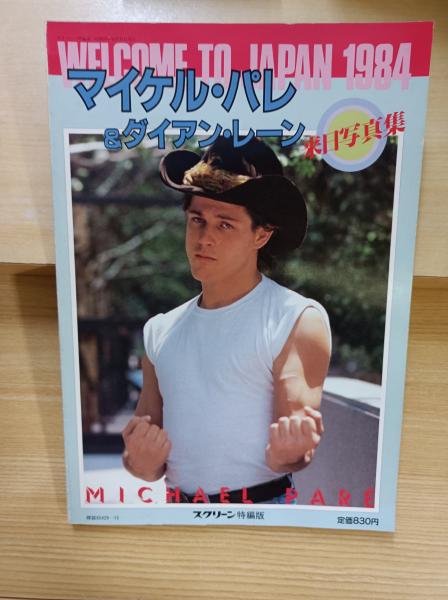 WELCOME TO JAPAN 1984
マイケル・パレ
&ダイアン・レーン
来日写真集
MICHAEL PARÉ
スクリーン特編版
定価830円